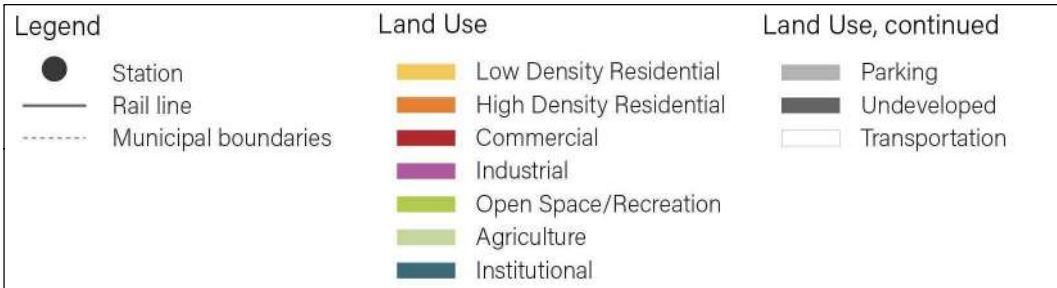 Legend
Station
Rail line
Municipal boundaries
Land Use
Low Density Residential
High Density Residential
Commercial
Industrial
Open Space/Recreation
Agriculture
Institutional
Land Use, continued
Parking
Undeveloped
Transportation